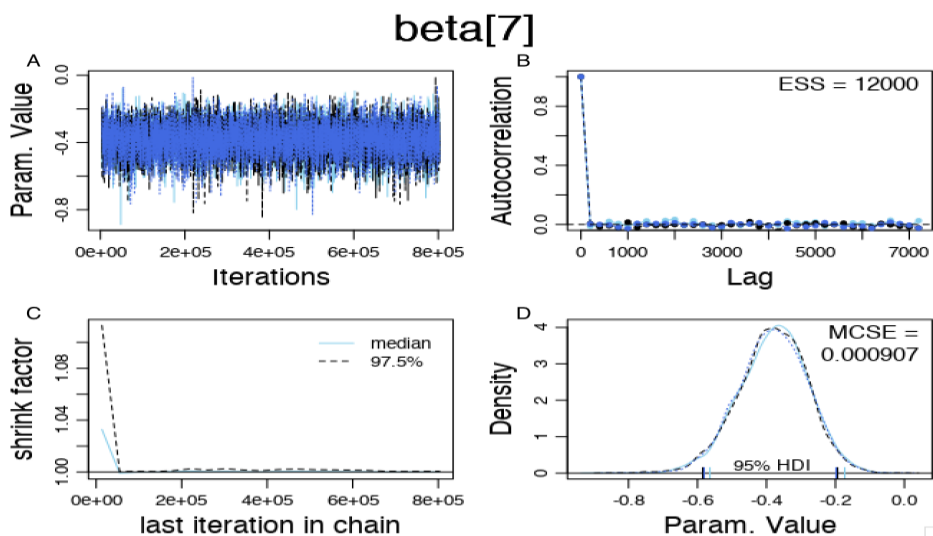 beta[7]
A
Param. Value
0.0
-0.4
-0.8
0e+00 2e+05 4e+05 6e+05 8e+05
Iterations
B
Autocorrelation
0.8
0.4
0.0
ESS = 12000
0 1000 3000 5000 7000
Lag
C
shrink factor
1.08
1.04
1.00
median
97.5%
0e+00 2e+05 4e+05 6e+05 8e+05
last iteration in chain
D
Density
4
3
2
1
0
MCSE =
0.000907
95% HDI
-0.8 -0.6 -0.4 -0.2 0.0
Param. Value